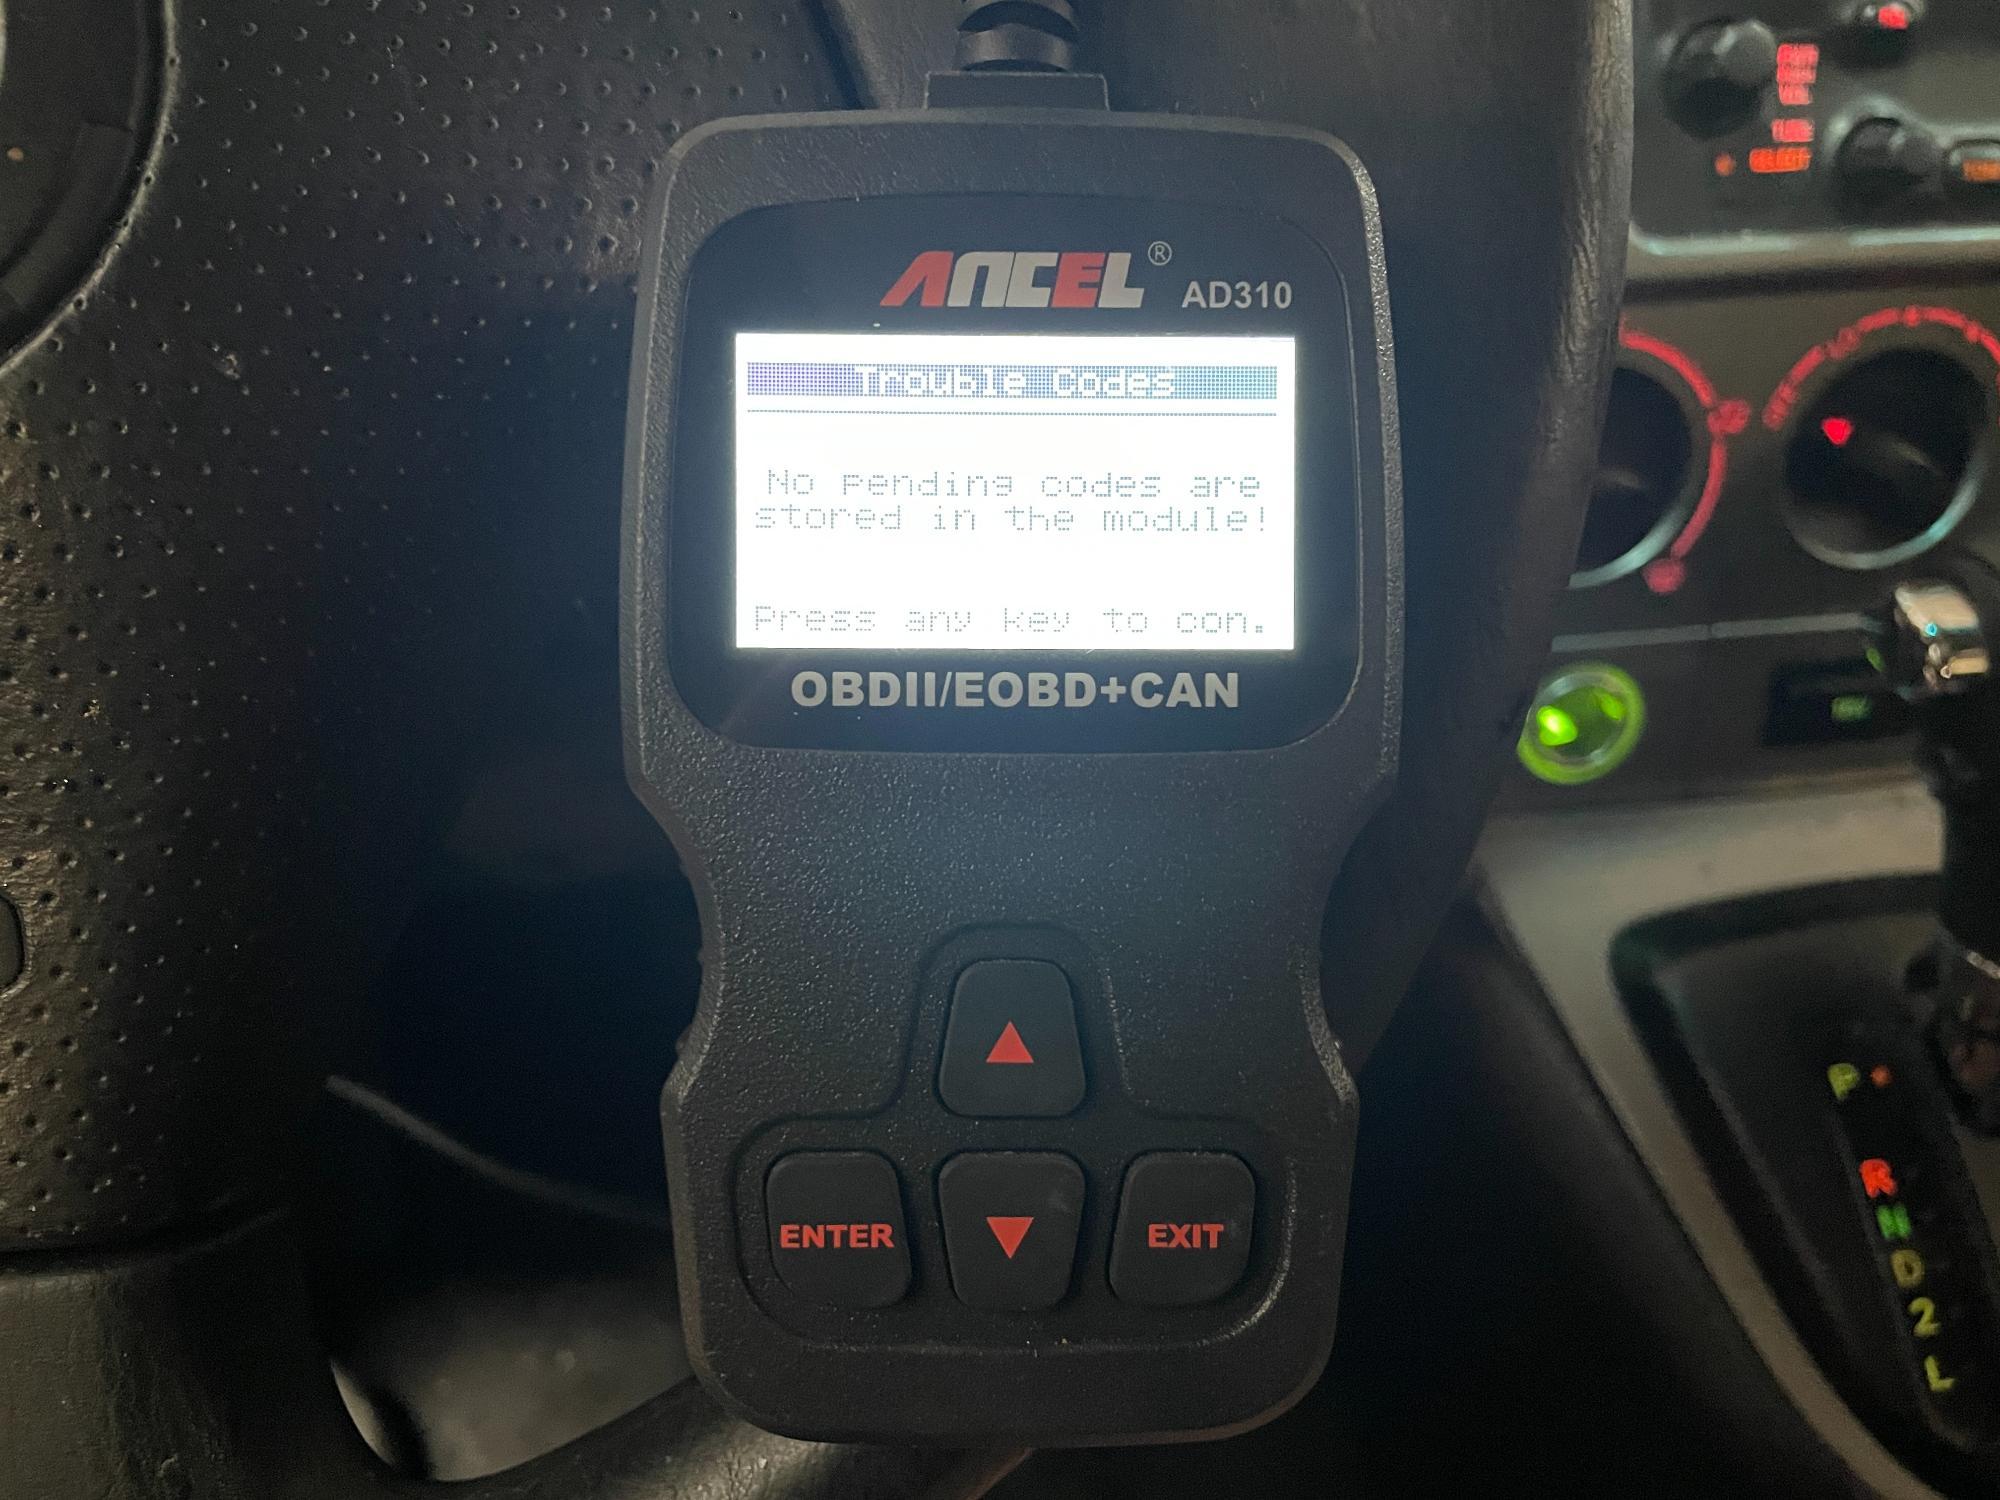 ANCEL® AD310
Trouble Codes
No pending codes are
stored in the module!
Press any key to con.
OBDII/EOBD+CAN
ENTER
EXIT
P
R
N
D
2
L